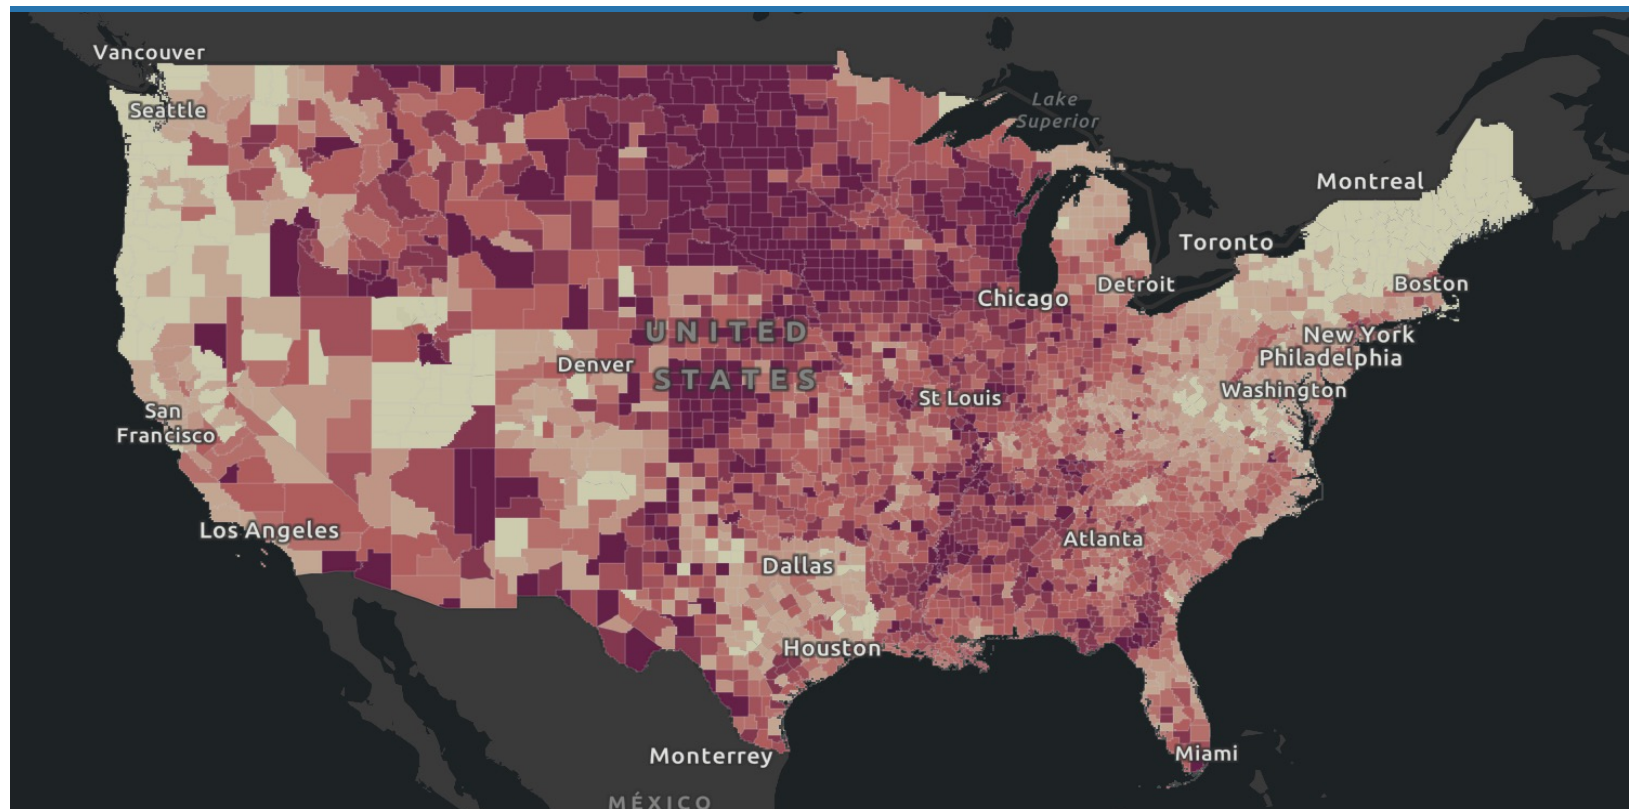 Vancouver
Seattle
Lake
Superior
Montreal
Toronto
Boston
Detroit
Chicago
UNITED
STATES
New York
Philadelphia
Denver
Washington
St Louis
San
Francisco
Los Angeles
Atlanta
Dallas
Houston
Monterrey
Miami
MÉXICO